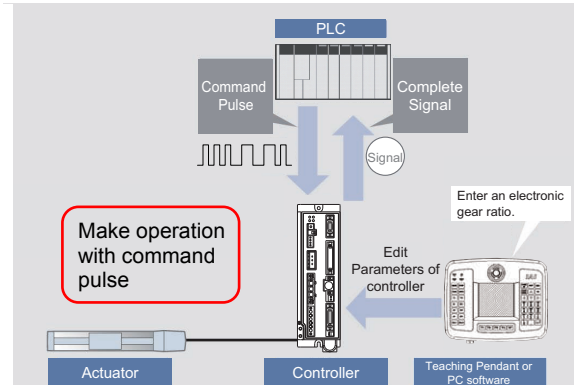 PLC
Command
Pulse
Complete
Signal
Signal
Enter an electronic
gear ratio.
Make operation
with command
pulse
Edit
Parameters of
controller
Actuator
Controller
Teaching Pendant or
PC software